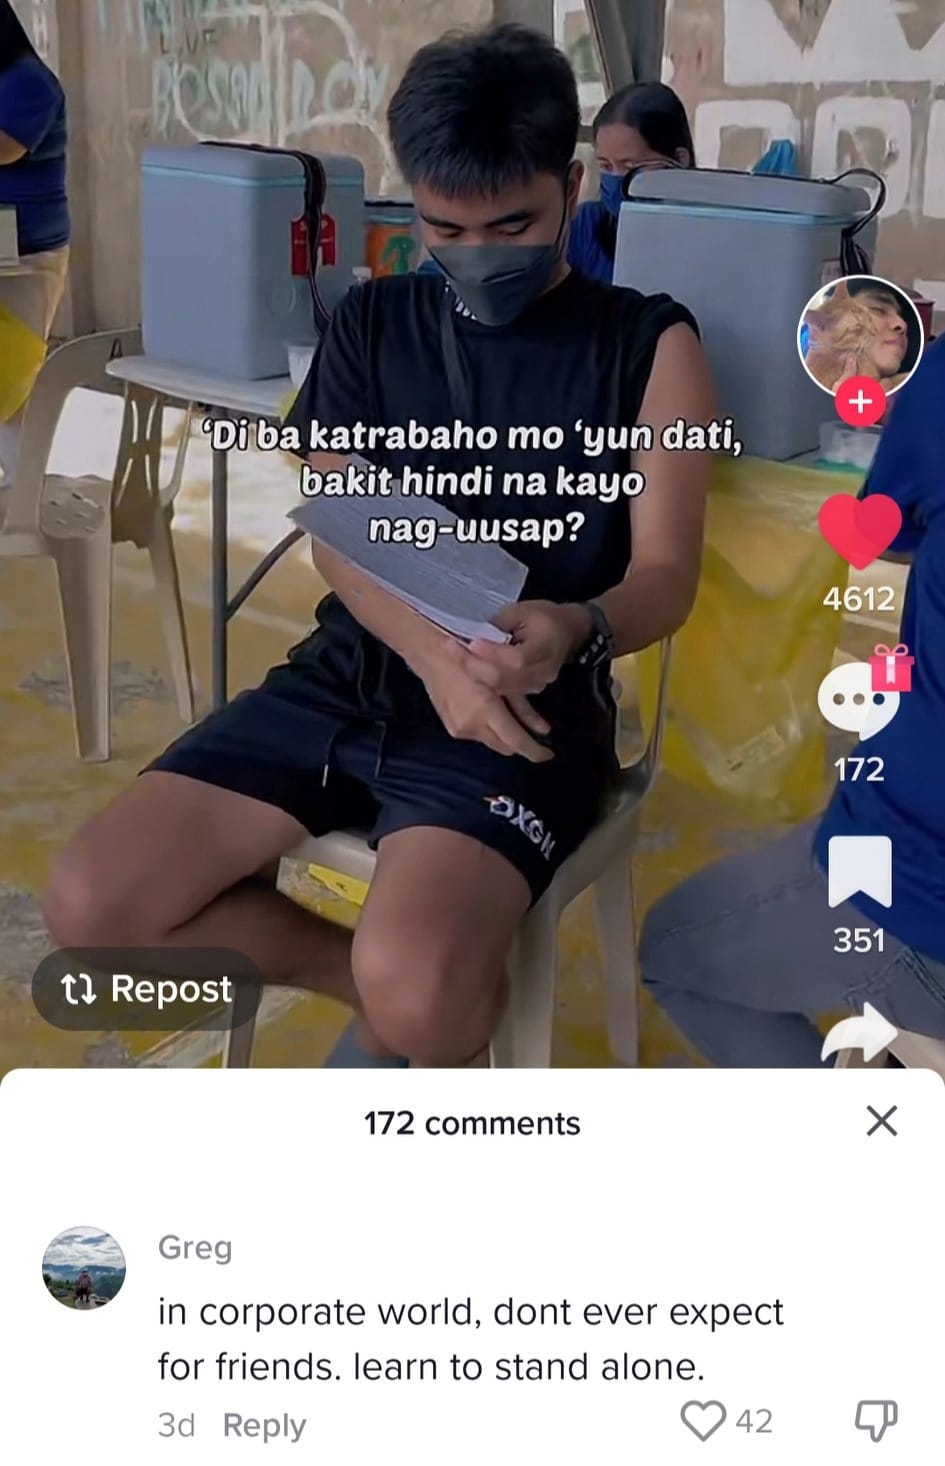 'Di ba katrabaho mo 'yun dati,
bakit hindi na kayo
nag-uusap?
4612
172
351
Repost
172 comments
Greg
in corporate world, dont ever expect
for friends. learn to stand alone.
3d Reply
42